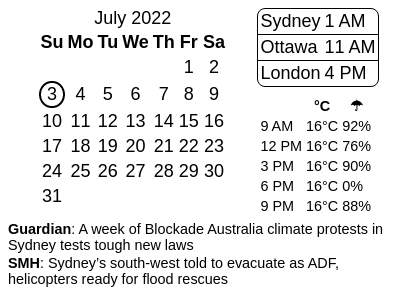 July 2022
Su Mo Tu We Th Fr Sa
1 2
3 4 5 6 7 8 9
10 11 12 13 14 15 16
17 18 19 20 21 22 23
24 25 26 27 28 29 30
31
Sydney 1 AM
Ottawa 11 AM
London 4 PM
°C ☂
9 AM 16°C 92%
12 PM 16°C 76%
3 PM 16°C 90%
6 PM 16°C 0%
9 PM 16°C 88%
Guardian: A week of Blockade Australia climate protests in
Sydney tests tough new laws
SMH: Sydney's south-west told to evacuate as ADF,
helicopters ready for flood rescues